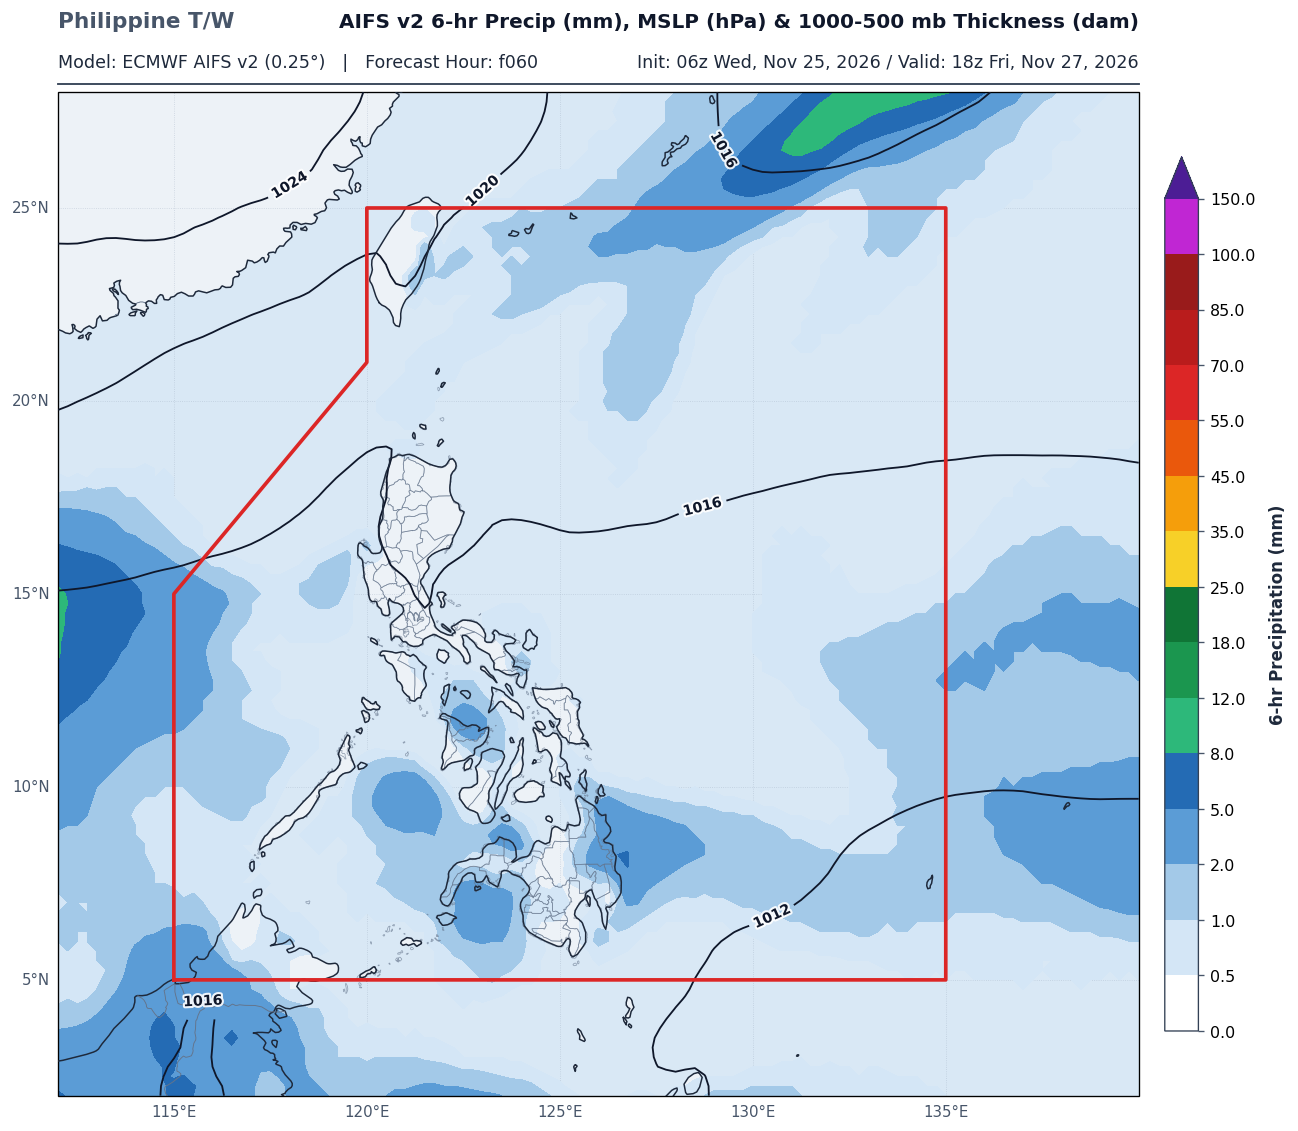 Philippine T/W
AIFS v2 6-hr Precip (mm), MSLP (hPa) & 1000-500 mb Thickness (dam)
Model: ECMWF AIFS v2 (0.25°) | Forecast Hour: f060
Init: 06z Wed, Nov 25, 2026 / Valid: 18z Fri, Nov 27, 2026
1016
1024
1020
1016
1012
1016
25°N
20°N
15°N
10°N
5°N
115°E
120°E
125°E
130°E
135°E
150.0
100.0
85.0
70.0
55.0
45.0
35.0
25.0
18.0
12.0
8.0
5.0
2.0
1.0
0.5
0.0
6-hr Precipitation (mm)